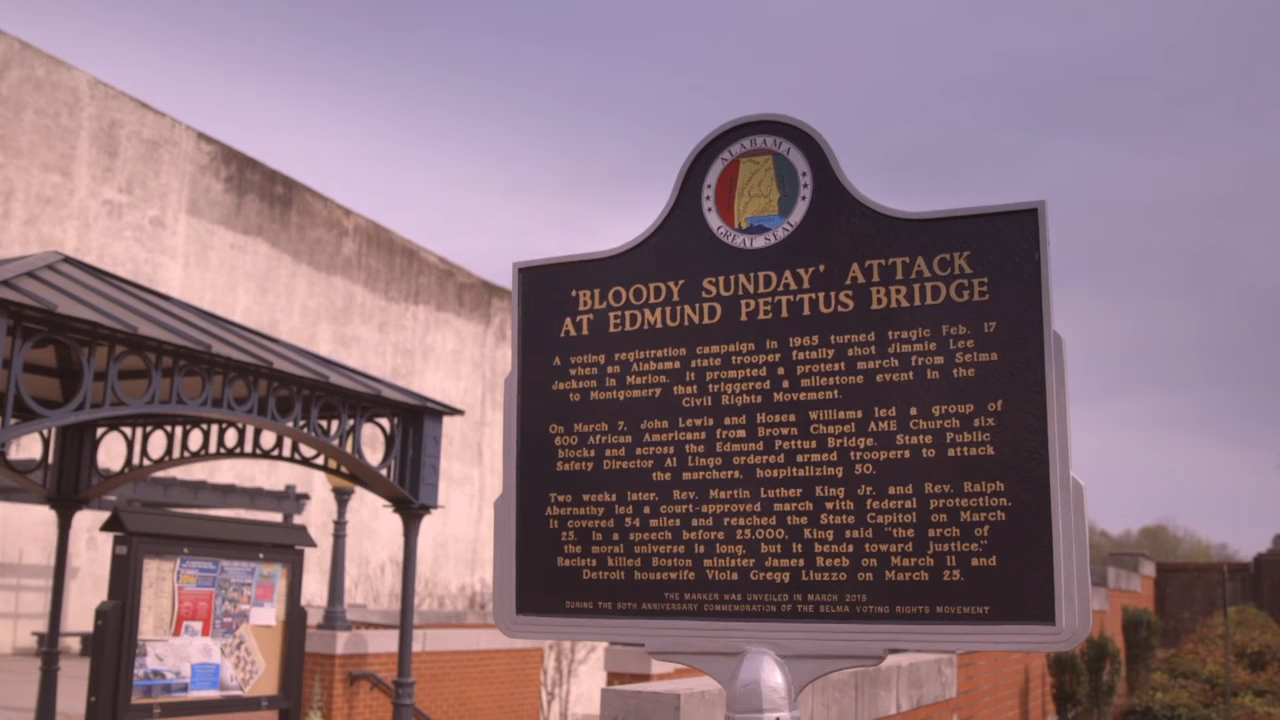 ALABAMA
GREAT SEAL
'BLOODY SUNDAY' ATTACK
AT EDMUND PETTUS BRIDGE
A voting registration campaign in 1965 turned tragic Feb. 17
when an Alabama state trooper fatally shot Jimmie Lee
Jackson in Marion. It prompted a protest march from Selma
to Montgomery that triggered a milestone event in the
Civil Rights Movement.
On March 7, John Lewis and Hosea Williams led a group of
600 African Americans from Brown Chapel AME Church six
blocks and across the Edmund Pettus Bridge. State Public
Safety Director Al Lingo ordered armed troopers to attack
the marchers, hospitalizing 50.
Two weeks later, Rev. Martin Luther King Jr. and Rev. Ralph
Abernathy led a court-approved march with federal protection.
It covered 54 miles and reached the State Capitol on March
25. In a speech before 25,000, King said "the arch of
the moral universe is long, but it bends toward justice."
Racists killed Boston minister James Reeb on March 11 and
Detroit housewife Viola Gregg Liuzzo on March 25.
THE MARKER WAS UNVEILED IN MARCH 2015
DURING THE 50TH ANNIVERSARY COMMEMORATION OF THE SELMA VOTING RIGHTS MOVEMENT